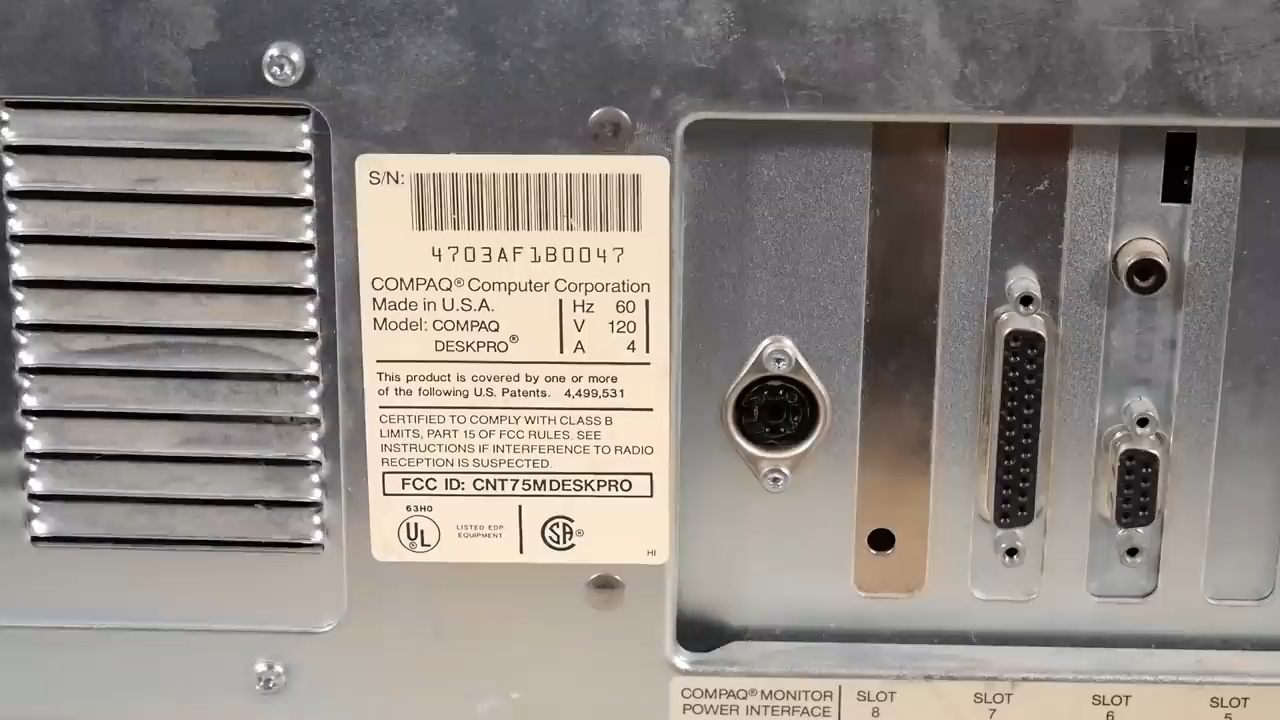 S/N:
4703AF1B0047
COMPAQ® Computer Corporation
Made in U.S.A.
Model: COMPAQ
DESKPRO®
Hz 60
V 120
A 4
This product is covered by one or more
of the following U.S. Patents. 4,499,531
CERTIFIED TO COMPLY WITH CLASS B
LIMITS, PART 15 OF FCC RULES. SEE
INSTRUCTIONS IF INTERFERENCE TO RADIO
RECEPTION IS SUSPECTED.
FCC ID: CNT75MDESKPRO
63H0
UL®
LISTED EDP
EQUIPMENT
SA®
HI
COMPAQ® MONITOR
POWER INTERFACE
SLOT
8
SLOT
7
SLOT
6
SLOT
5